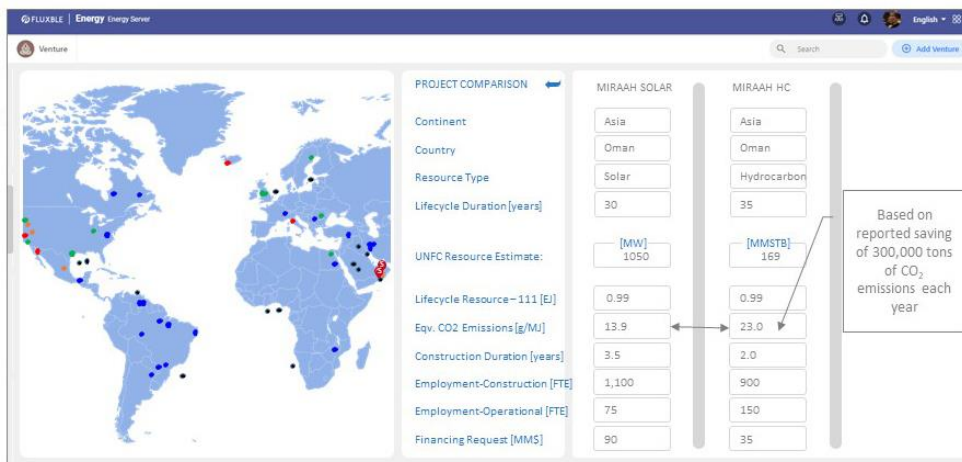 FLUXBLE | Energy Energy Server
English
Venture
Search
Add Venture
PROJECT COMPARISON
MIRAAH SOLAR
MIRAAH HC
Continent
Asia
Asia
Country
Oman
Oman
Resource Type
Solar
Hydrocarbon
Lifecycle Duration [years]
30
35
UNFC Resource Estimate:
[MW]
1050
[MMSTB]
169
Lifecycle Resource – 111 [EJ]
0.99
0.99
Eqv. CO2 Emissions [g/MJ]
13.9
23.0
Construction Duration [years]
3.5
2.0
Employment-Construction [FTE]
1,100
900
Employment-Operational [FTE]
75
150
Financing Request [MM$]
90
35
Based on
reported saving
of 300,000 tons
of CO2
emissions each
year